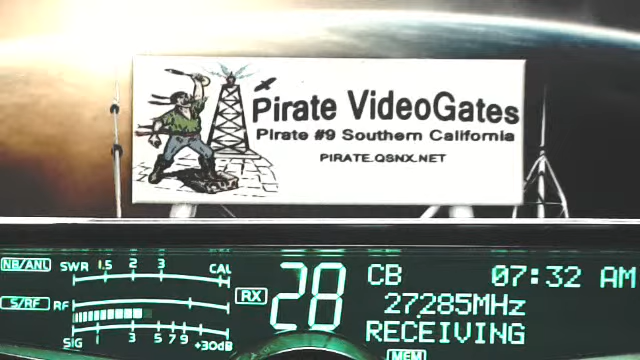 Pirate VideoGates
Pirate #9 Southern California
PIRATE.QSNX.NET
NB/ANL
SWR 1.5 2 3 CAL
28
CB
07:32 AM
S/RF
RF
RX
27285MHz
SIG 1 3 5 7 9 +30dB
RECEIVING
MEM